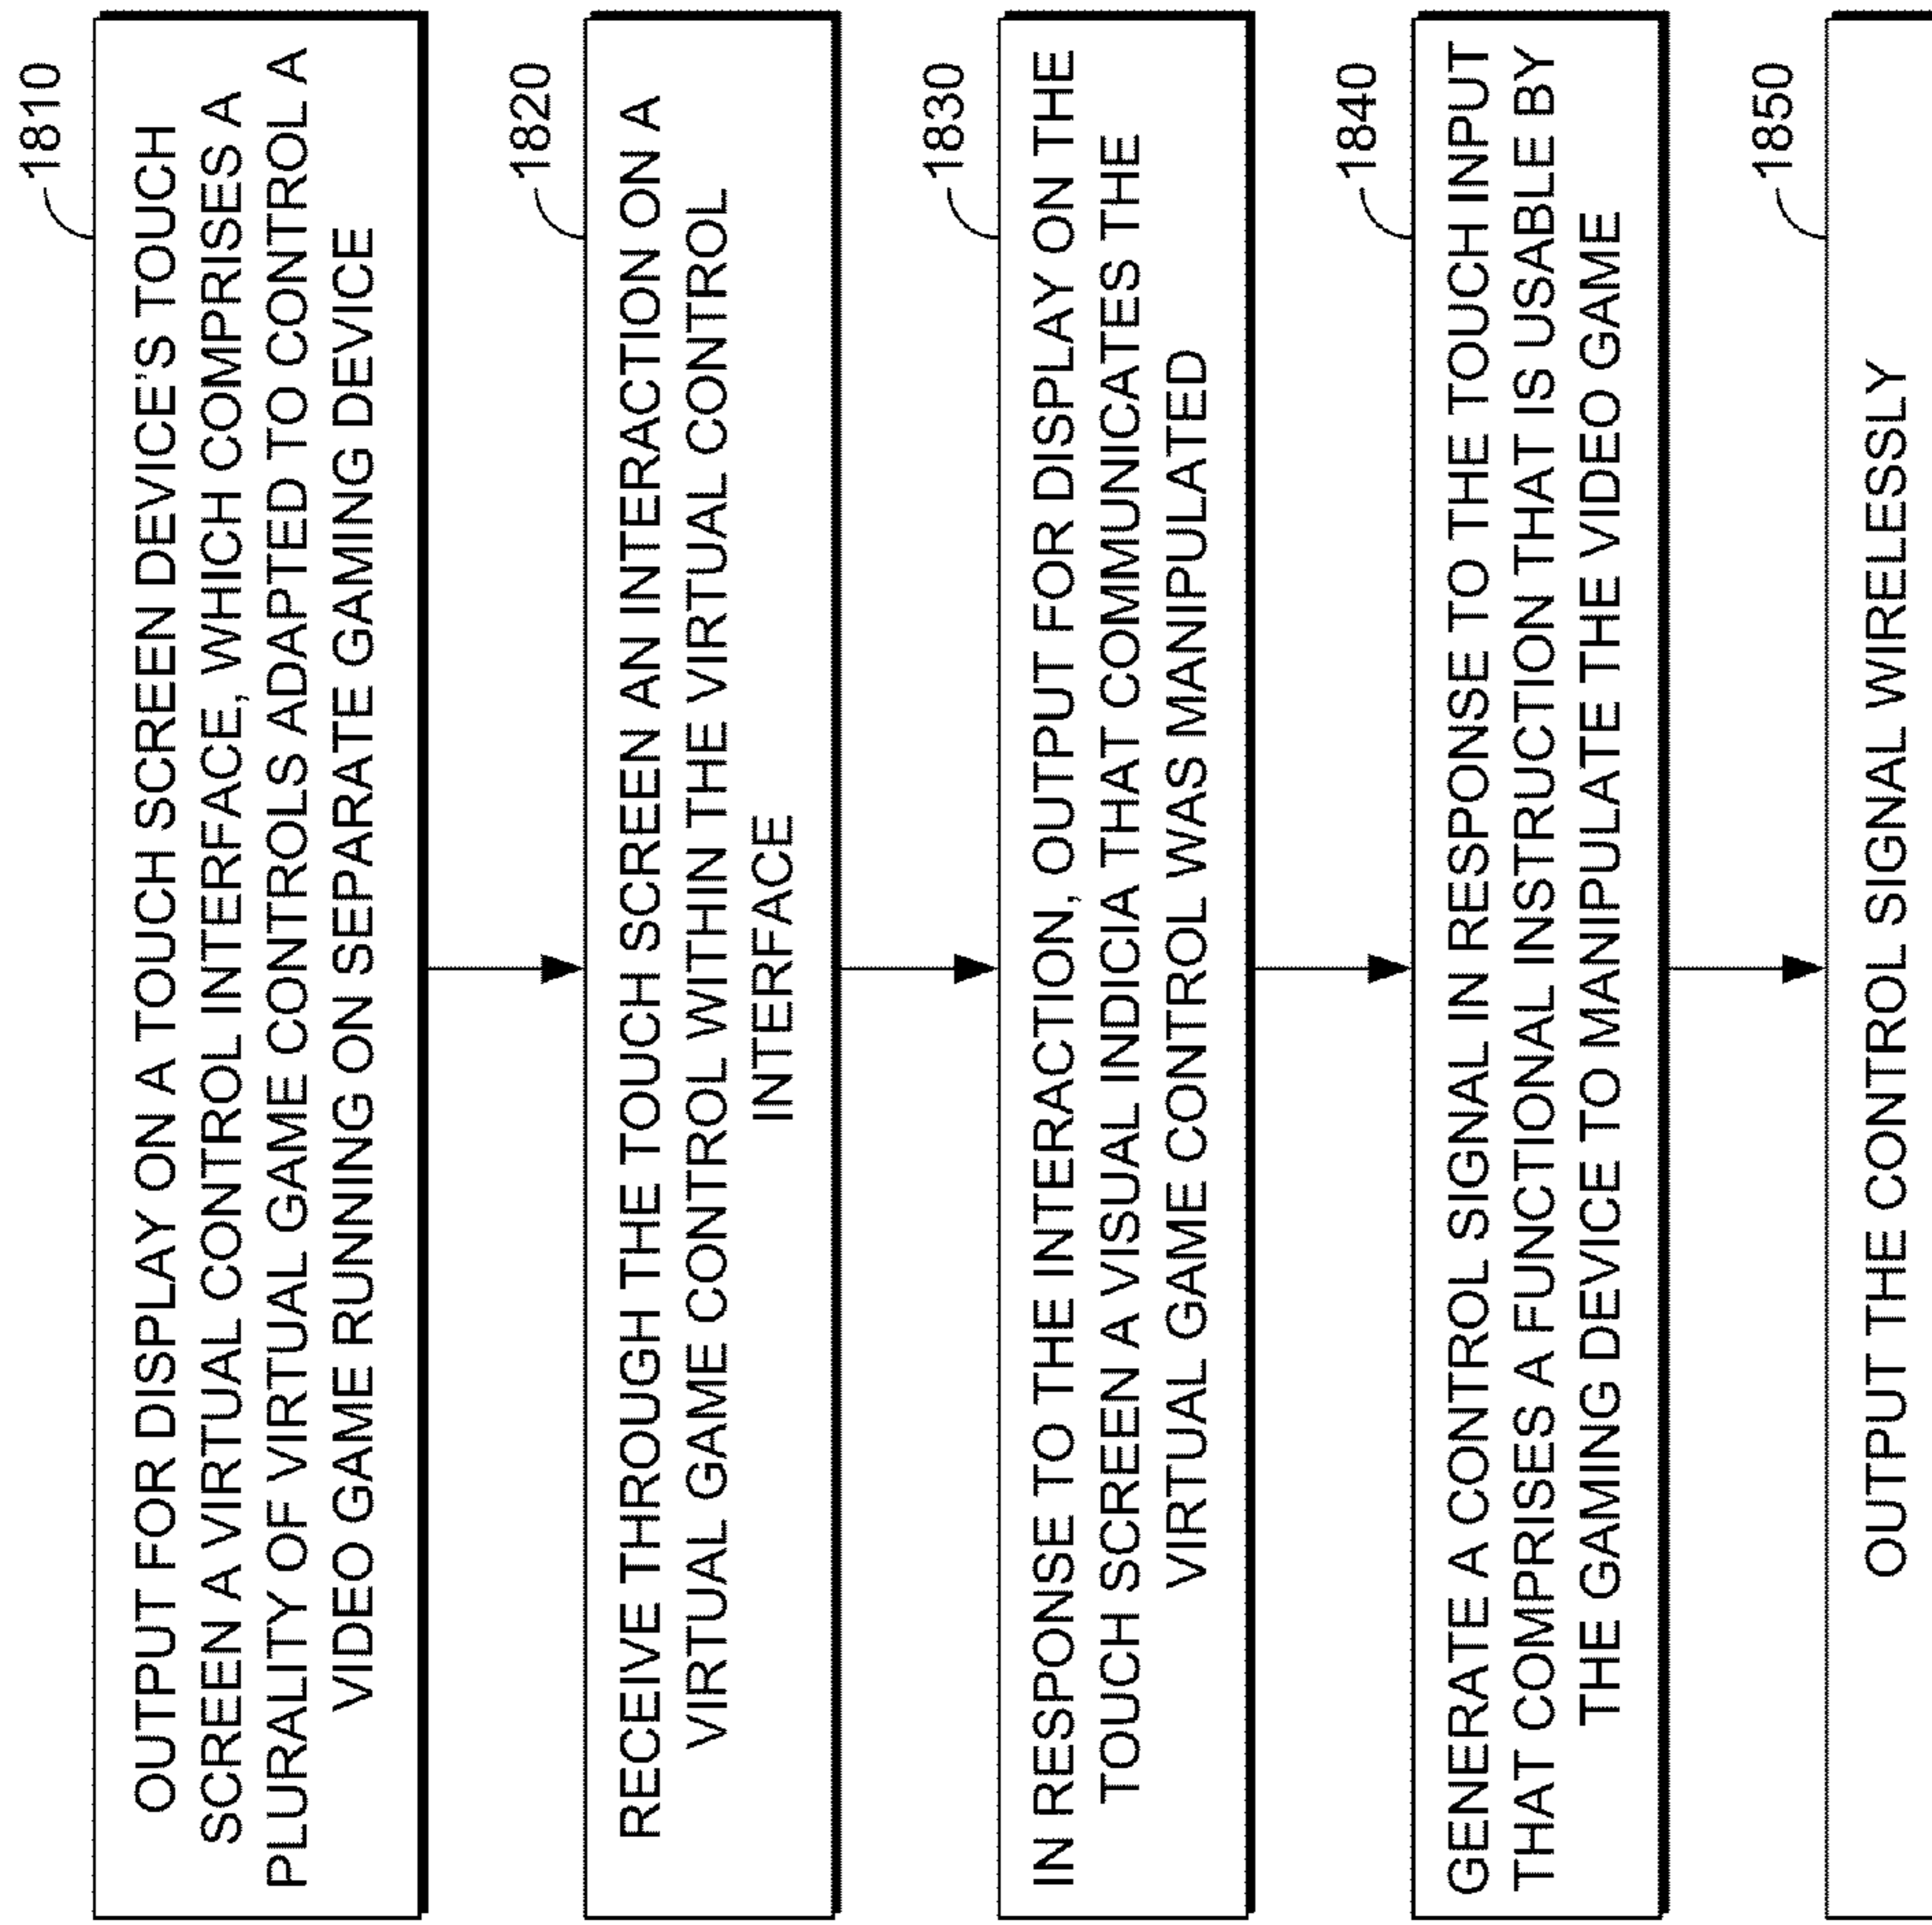 1810
OUTPUT FOR DISPLAY ON A TOUCH SCREEN DEVICE'S TOUCH
SCREEN A VIRTUAL CONTROL INTERFACE, WHICH COMPRISES A
PLURALITY OF VIRTUAL GAME CONTROLS ADAPTED TO CONTROL A
VIDEO GAME RUNNING ON SEPARATE GAMING DEVICE
1820
RECEIVE THROUGH THE TOUCH SCREEN AN INTERACTION ON A
VIRTUAL GAME CONTROL WITHIN THE VIRTUAL CONTROL
INTERFACE
1830
IN RESPONSE TO THE INTERACTION, OUTPUT FOR DISPLAY ON THE
TOUCH SCREEN A VISUAL INDICIA THAT COMMUNICATES THE
VIRTUAL GAME CONTROL WAS MANIPULATED
1840
GENERATE A CONTROL SIGNAL IN RESPONSE TO THE TOUCH INPUT
THAT COMPRISES A FUNCTIONAL INSTRUCTION THAT IS USABLE BY
THE GAMING DEVICE TO MANIPULATE THE VIDEO GAME
1850
OUTPUT THE CONTROL SIGNAL WIRELESSLY